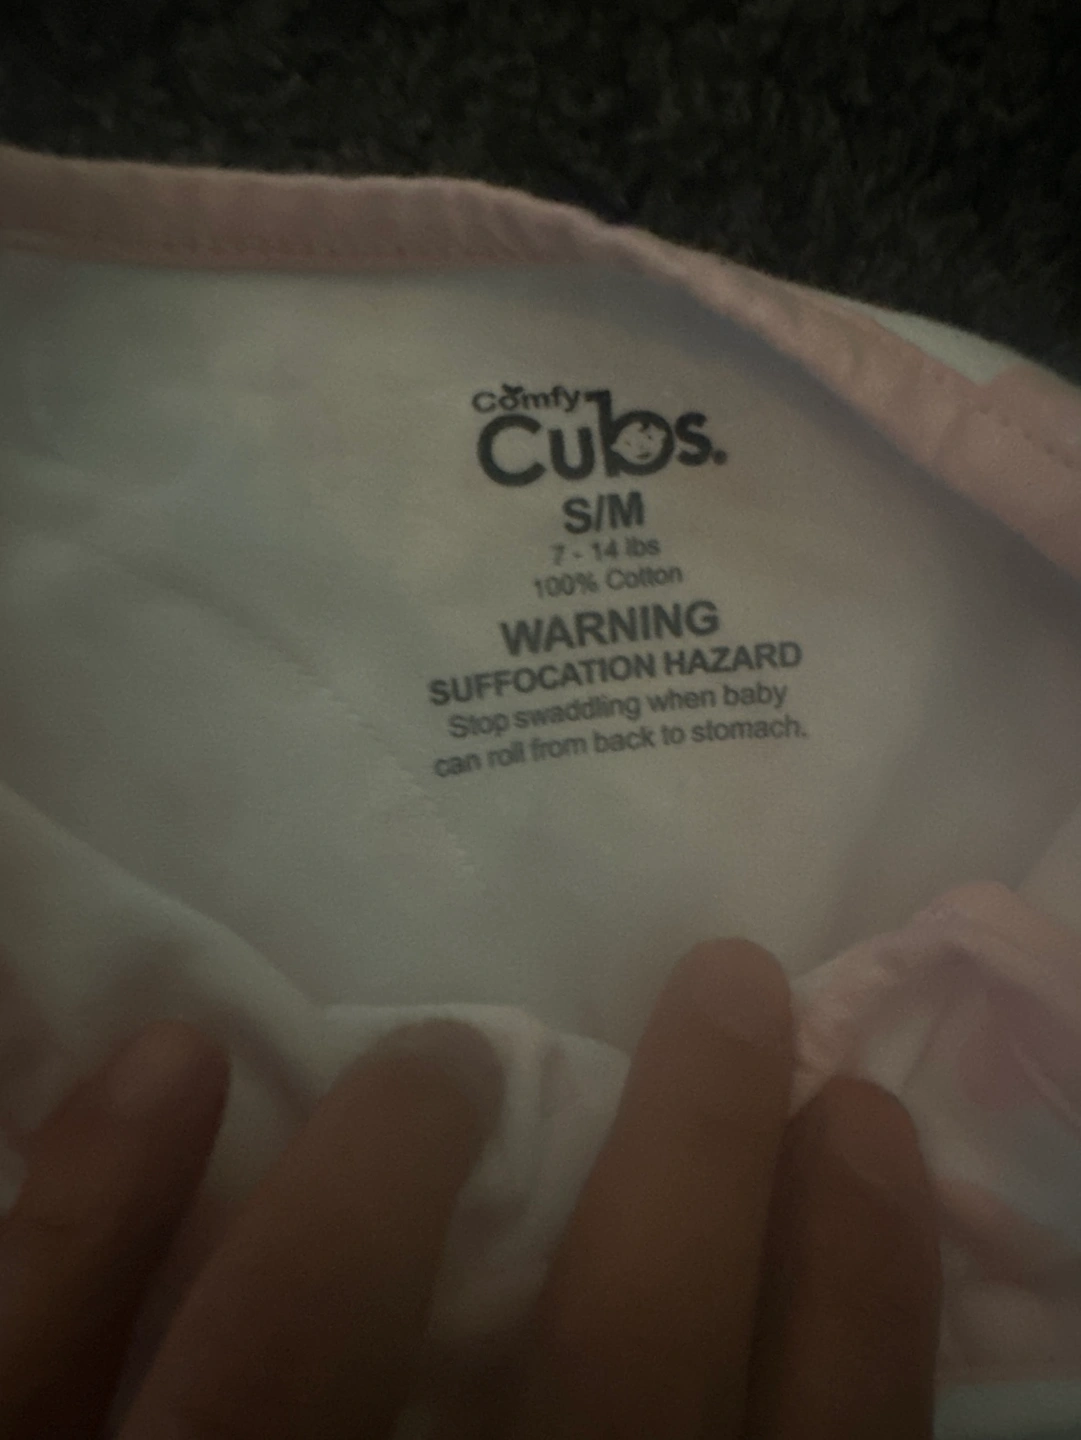 Comfy
Cubs.
S/M
7 - 14 lbs
100% Cotton
WARNING
SUFFOCATION HAZARD
Stop swaddling when baby
can roll from back to stomach.